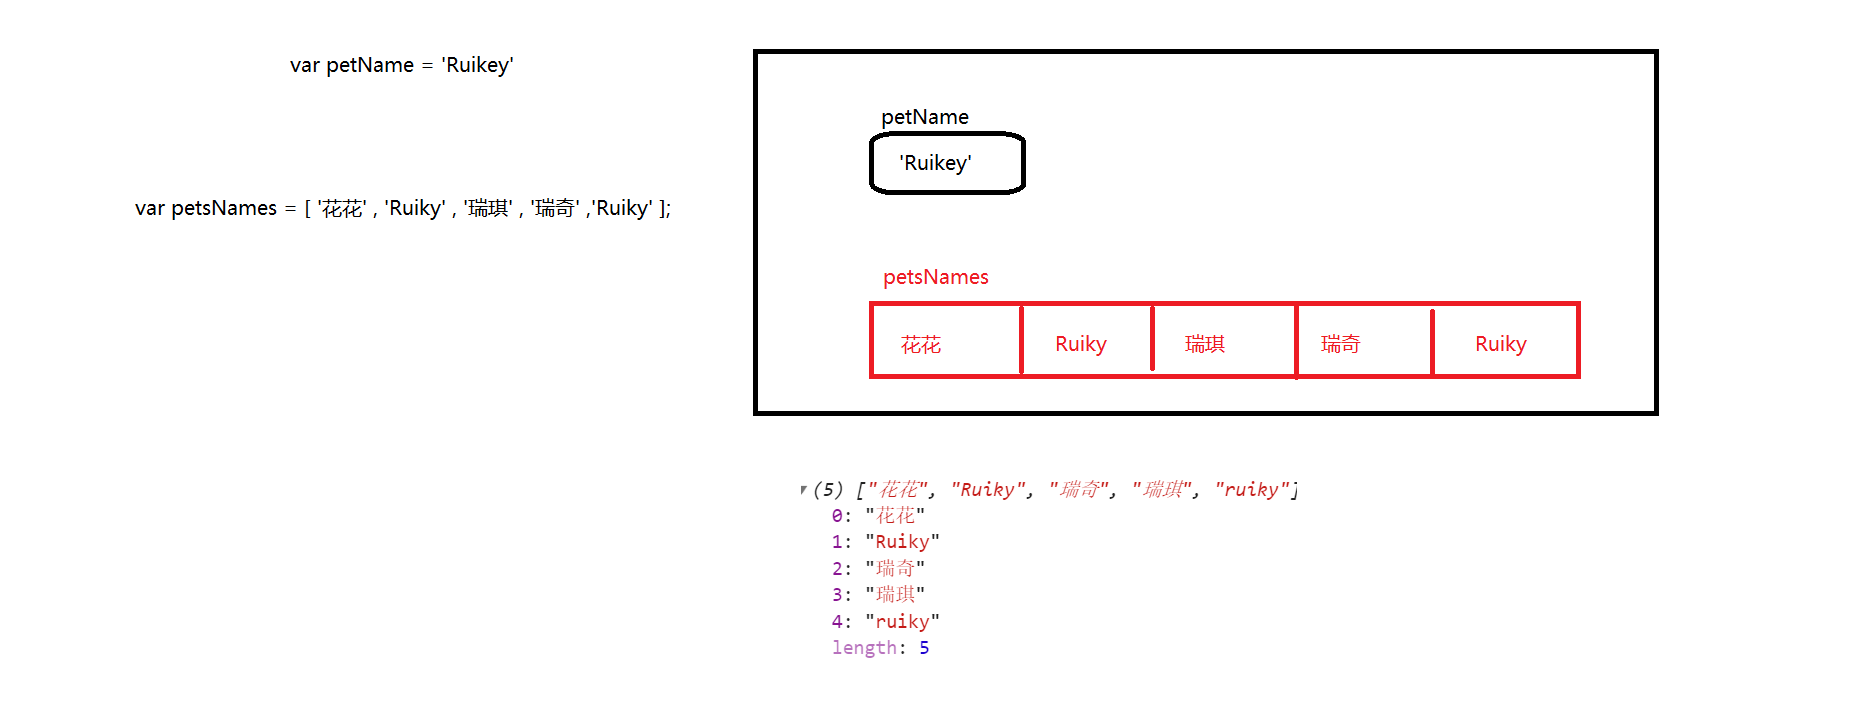 var petName = 'Ruikey'
petName
'Ruikey'
var petsNames = [ '花花' , 'Ruiky' , '瑞琪' , '瑞奇' ,'Ruiky' ];
petsNames
花花 Ruiky 瑞琪 瑞奇 Ruiky
(5) ["花花", "Ruiky", "瑞奇", "瑞琪", "ruiky"]
0: "花花"
1: "Ruiky"
2: "瑞奇"
3: "瑞琪"
4: "ruiky"
length: 5